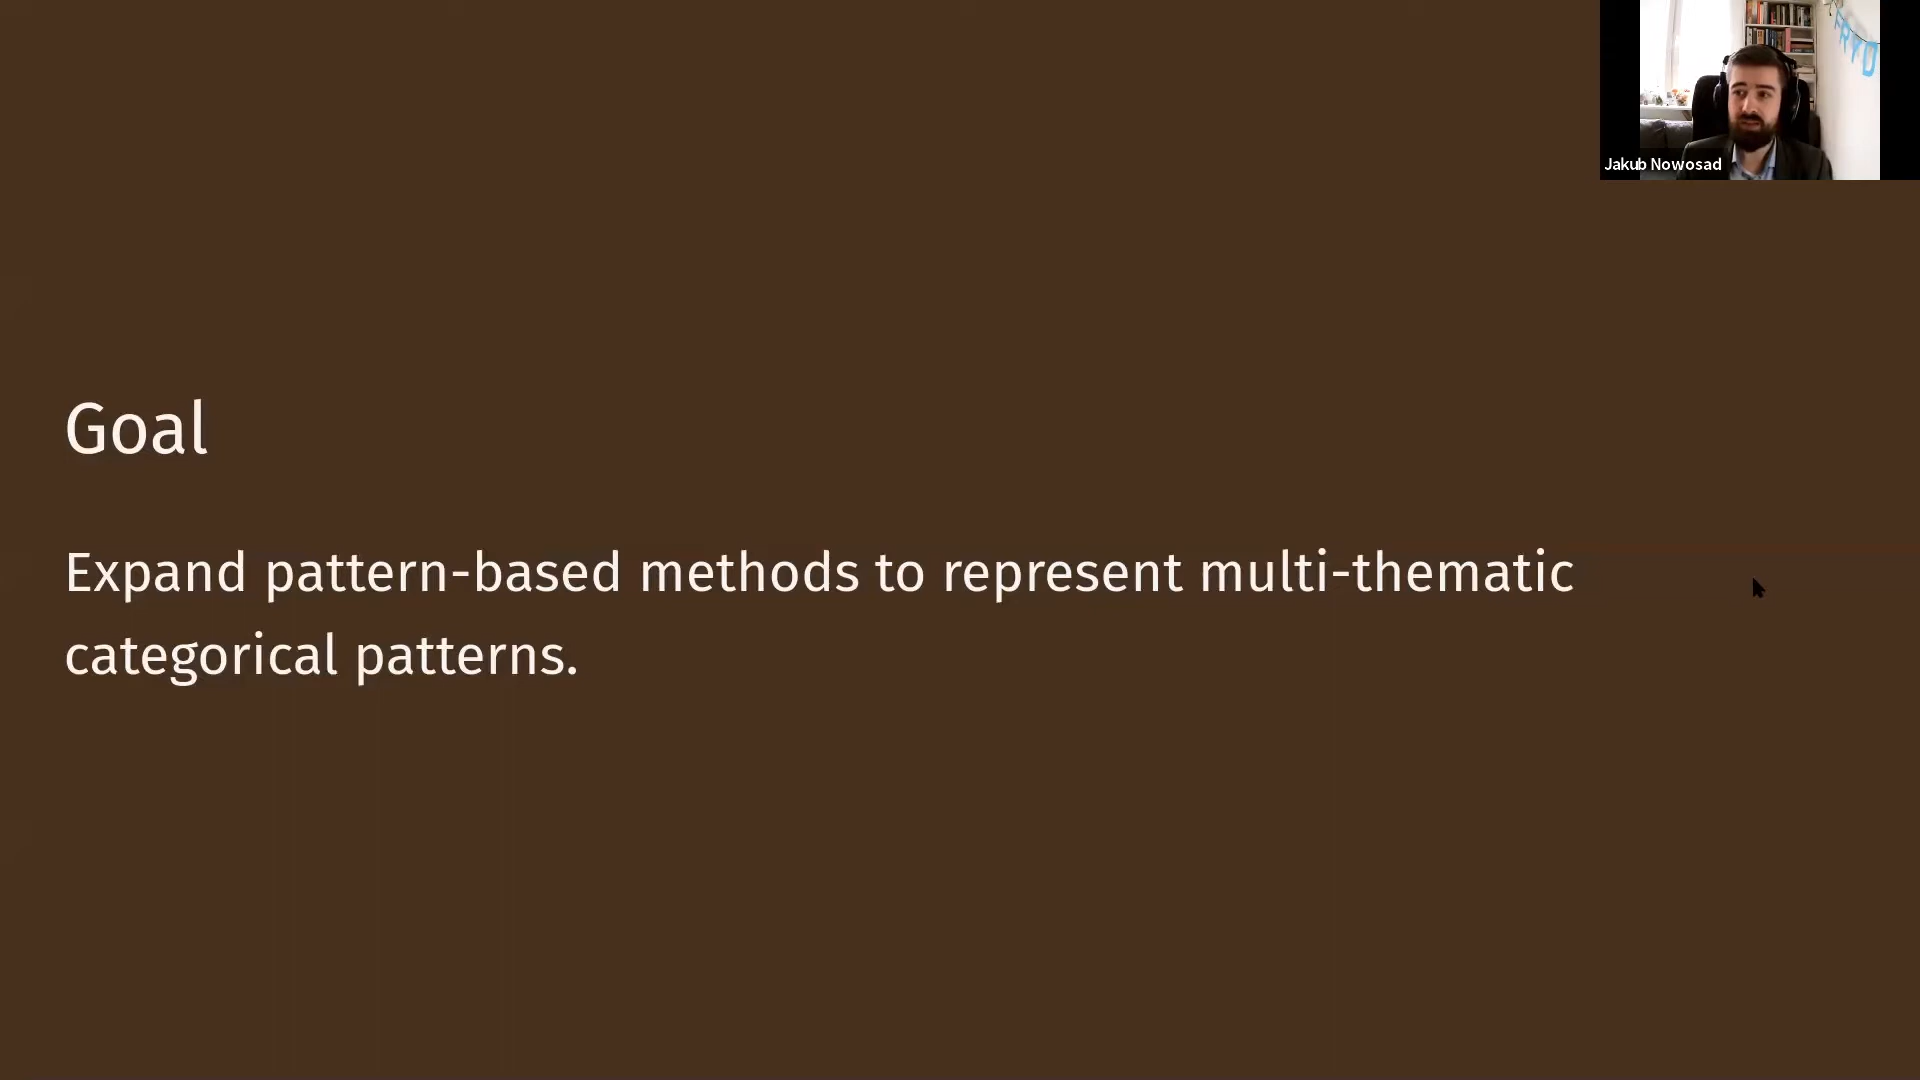 Jakub Nowosad
Goal
Expand pattern-based methods to represent multi-thematic
categorical patterns.